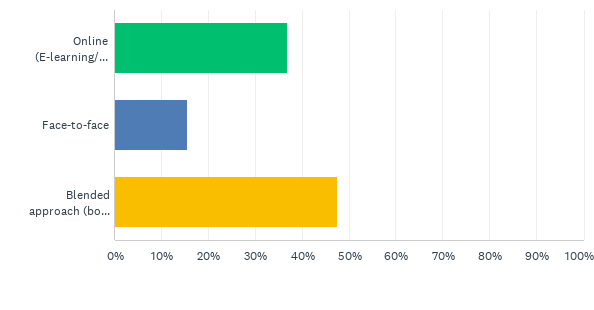 Online
(E-learning/...
Face-to-face
Blended
approach (bo...
0% 10% 20% 30% 40% 50% 60% 70% 80% 90% 100%